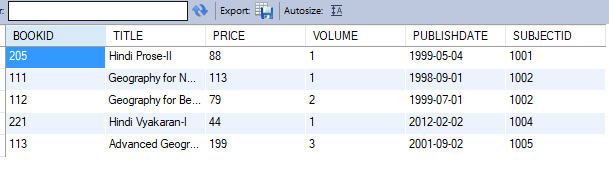 r: Export: Autosize:
BOOKID TITLE PRICE VOLUME PUBLISHDATE SUBJECTID
205 Hindi Prose-II 88 1 1999-05-04 1001
111 Geography for N... 113 1 1998-09-01 1002
112 Geography for Be... 79 2 1999-07-01 1002
221 Hindi Vyakaran-I 44 1 2012-02-02 1004
113 Advanced Geogr... 199 3 2001-09-02 1005